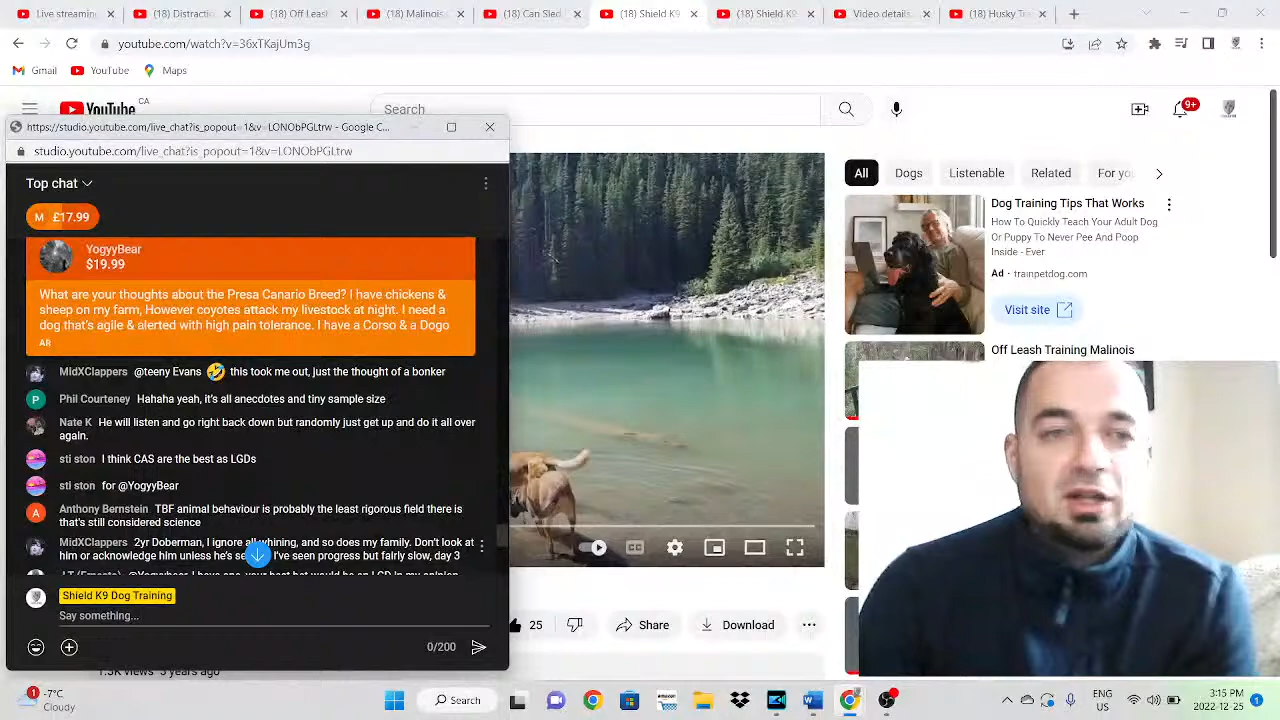 Live streamin
(18) Distractio
(18) Off Leas
(18) Malinois
(18) Can Sled
(18) Shield K9
(18) Shield K9
Video details
(18) Husky Tr
youtube.com/watch?v=36xTKajUm3g
Gmail
YouTube
Maps
YouTube CA
Search
9+
https://studio.youtube.com/live_chat?is_popout=1&v=LONObPGLtrw - Google C...
studio.youtube.com/live_chat?is_popout=1&v=LONObPGLtrw
Top chat
M £17.99
YogyyBear
$19.99
What are your thoughts about the Presa Canario Breed? I have chickens &
sheep on my farm, However coyotes attack my livestock at night. I need a
dog that's agile & alerted with high pain tolerance. I have a Corso & a Dogo
AR
MidXClappers @teeny Evans 🤣 this took me out, just the thought of a bonker
P Phil Courteney Hahaha yeah, it's all anecdotes and tiny sample size
Nate K He will listen and go right back down but randomly just get up and do it all over
again.
sti ston I think CAS are the best as LGDs
sti ston for @YogyyBear
A Anthony Bernston TBF animal behaviour is probably the least rigorous field there is
that's still considered science
MidXClappers 2yr Doberman, I ignore all whining, and so does my family. Don't look at
him or acknowledge him unless he's I've seen progress but fairly slow, day 3
Shield K9 Dog Training
Say something...
0/200
25
Share
Download
1.3K views 5 years ago
All
Dogs
Listenable
Related
For you
Dog Training Tips That Works
How To Quickly Teach Your Adult Dog
Or Puppy To Never Pee And Poop
Inside - Ever
Ad · trainpetdog.com
Visit site
Off Leash Training Malinois
1
-7°C
Cloudy
Search
3:15 PM
2022-12-25
1